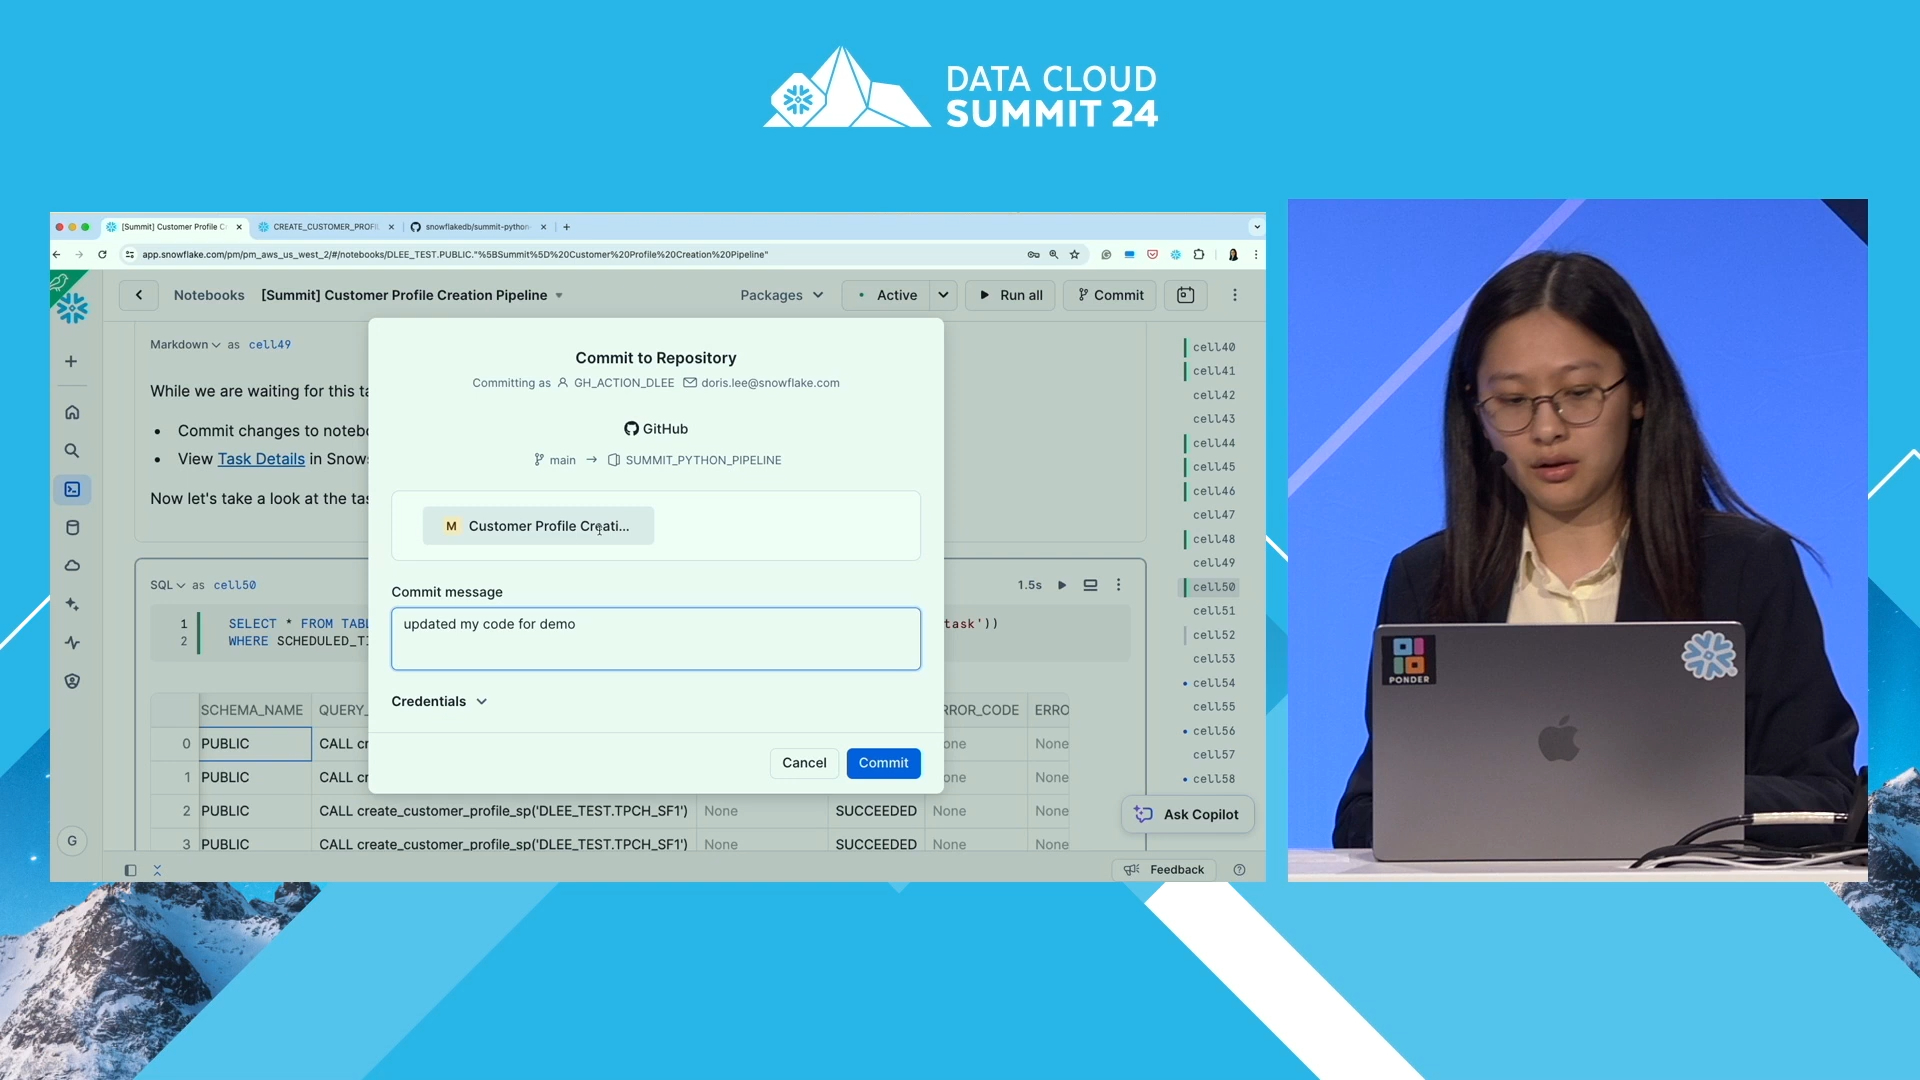 DATA CLOUD
SUMMIT 24
[Summit] Customer Profile C
CREATE_CUSTOMER_PROFIL
snowflakedb/summit-python-
app.snowflake.com/pm/pm_aws_us_west_2/#/notebooks/DLEE_TEST.PUBLIC."%5BSummit%5D%20Customer%20Profile%20Creation%20Pipeline"
Notebooks [Summit] Customer Profile Creation Pipeline
Packages
Active
Run all
Commit
Markdown as cell49
While we are waiting for this ta
• Commit changes to notebo
• View Task Details in Snows
Now let's take a look at the tas
SQL as cell50
1.5s
1 SELECT * FROM TABL
task'))
2 WHERE SCHEDULED_TI
SCHEMA_NAME QUERY_
RROR_CODE ERRO
0 PUBLIC CALL cr
one None
1 PUBLIC CALL cr
one None
2 PUBLIC CALL create_customer_profile_sp('DLEE_TEST.TPCH_SF1') None SUCCEEDED None None
3 PUBLIC CALL create_customer_profile_sp('DLEE_TEST.TPCH_SF1') None SUCCEEDED None None
Commit to Repository
Committing as GH_ACTION_DLEE doris.lee@snowflake.com
GitHub
main → SUMMIT_PYTHON_PIPELINE
M Customer Profile Creati...
Commit message
updated my code for demo
Credentials
Cancel
Commit
cell40
cell41
cell42
cell43
cell44
cell45
cell46
cell47
cell48
cell49
cell50
cell51
cell52
cell53
cell54
cell55
cell56
cell57
cell58
Ask Copilot
G
Feedback
PONDER